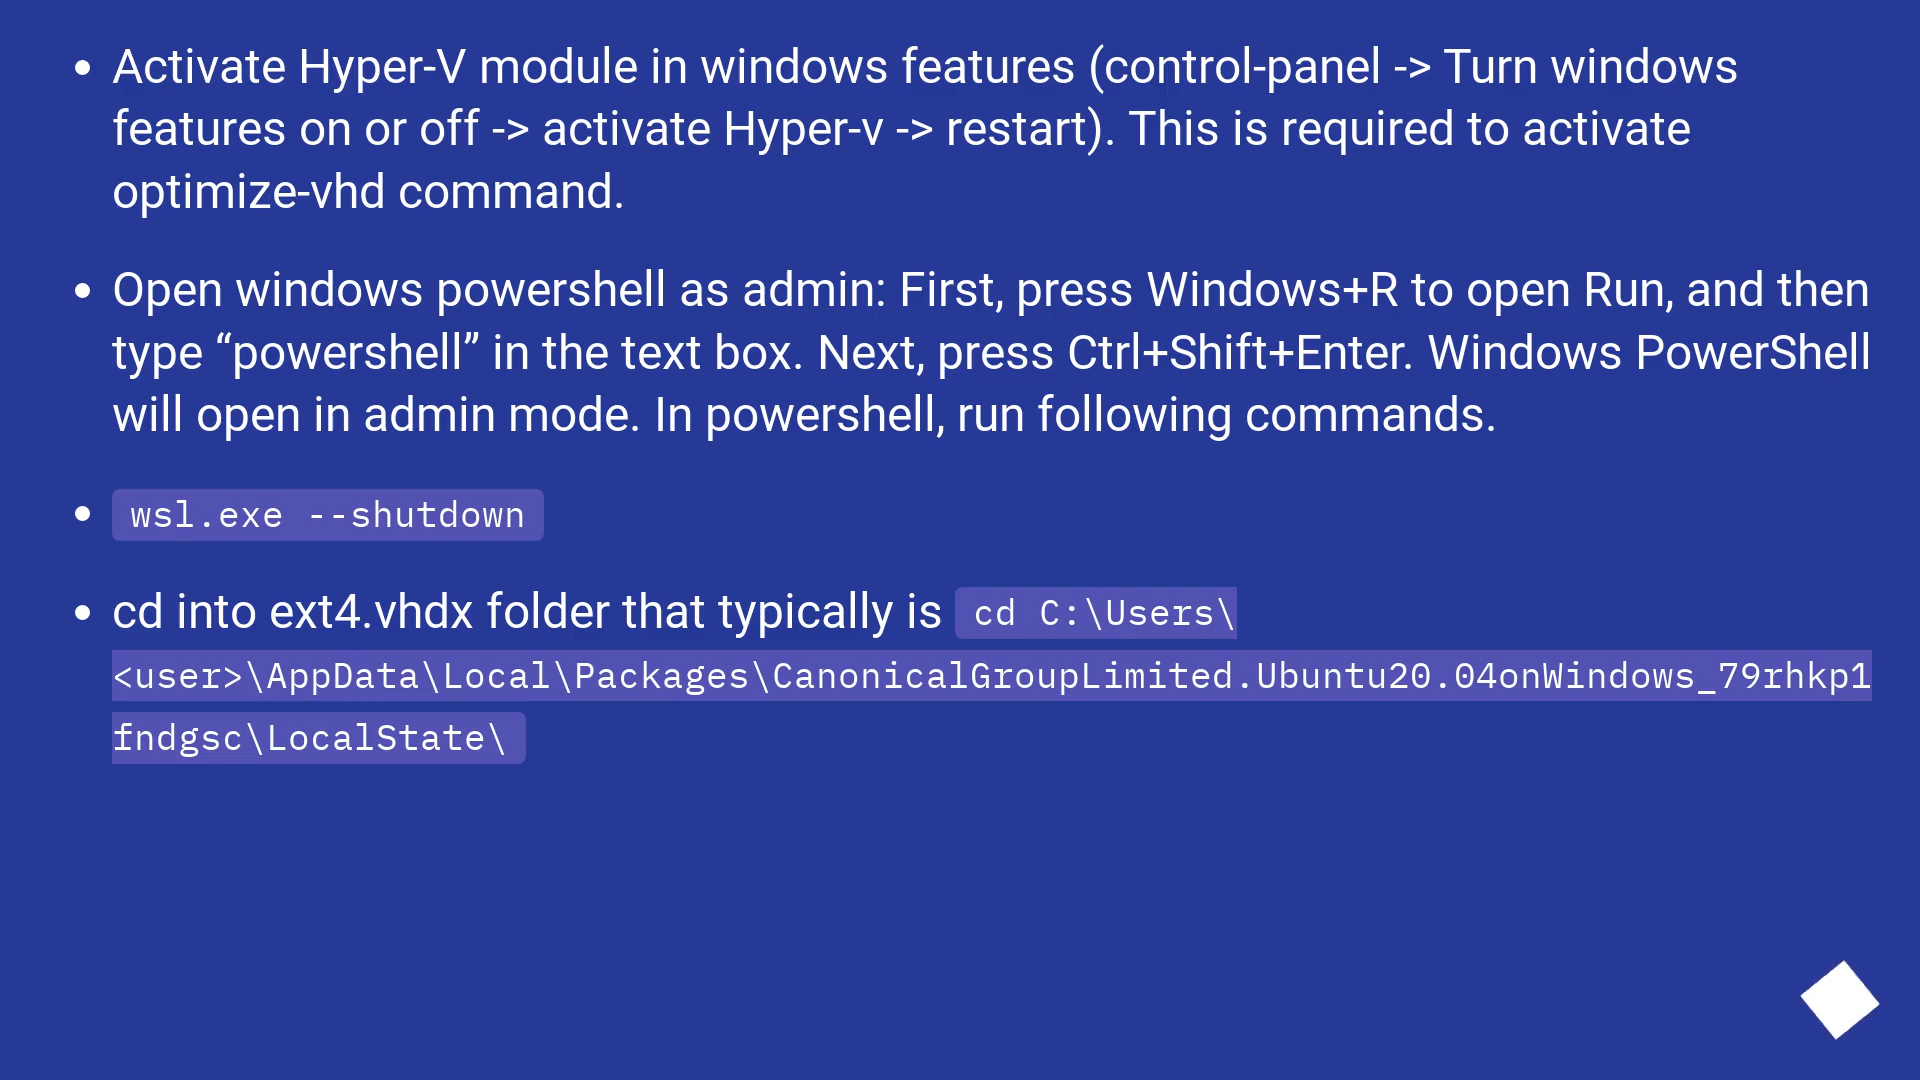 Activate Hyper-V module in windows features (control-panel -> Turn windows
features on or off -> activate Hyper-v -> restart). This is required to activate
optimize-vhd command.
Open windows powershell as admin: First, press Windows+R to open Run, and then
type “powershell” in the text box. Next, press Ctrl+Shift+Enter. Windows PowerShell
will open in admin mode. In powershell, run following commands.
wsl.exe --shutdown
cd into ext4.vhdx folder that typically is cd C:\Users\
<user>\AppData\Local\Packages\CanonicalGroupLimited.Ubuntu20.04onWindows_79rhkp1
fndgsc\LocalState\